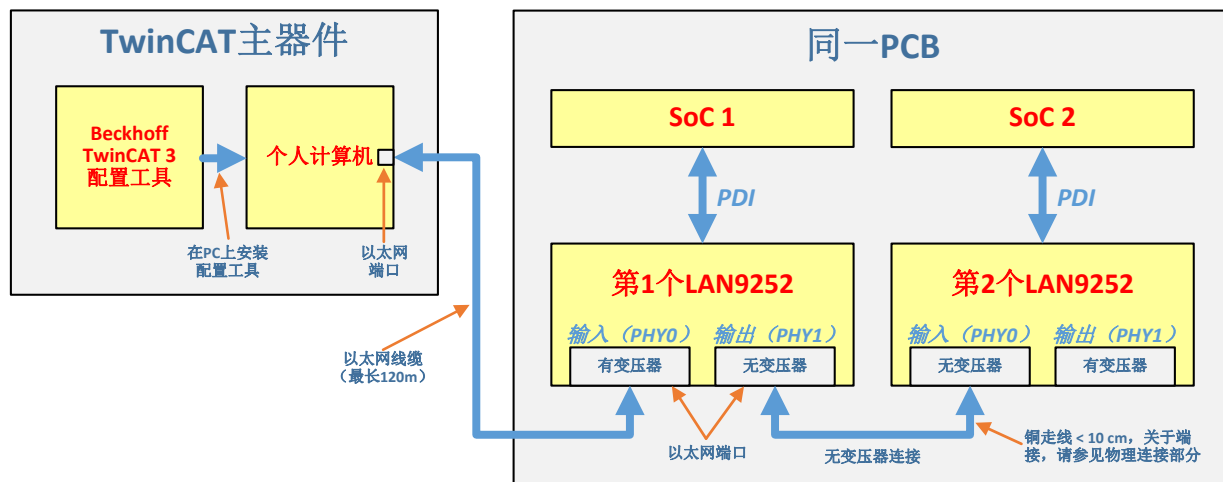 TwinCAT主器件
Beckhoff
TwinCAT 3
配置工具
个人计算机
在PC上安装
配置工具
以太网
端口
以太网线缆
（最长120m）
同一PCB
SoC 1
SoC 2
PDI
PDI
第1个LAN9252
第2个LAN9252
输入（PHY0）
输出（PHY1）
输入（PHY0）
输出（PHY1）
有变压器
无变压器
无变压器
有变压器
以太网端口
无变压器连接
铜走线 < 10 cm，关于端
接，请参见物理连接部分